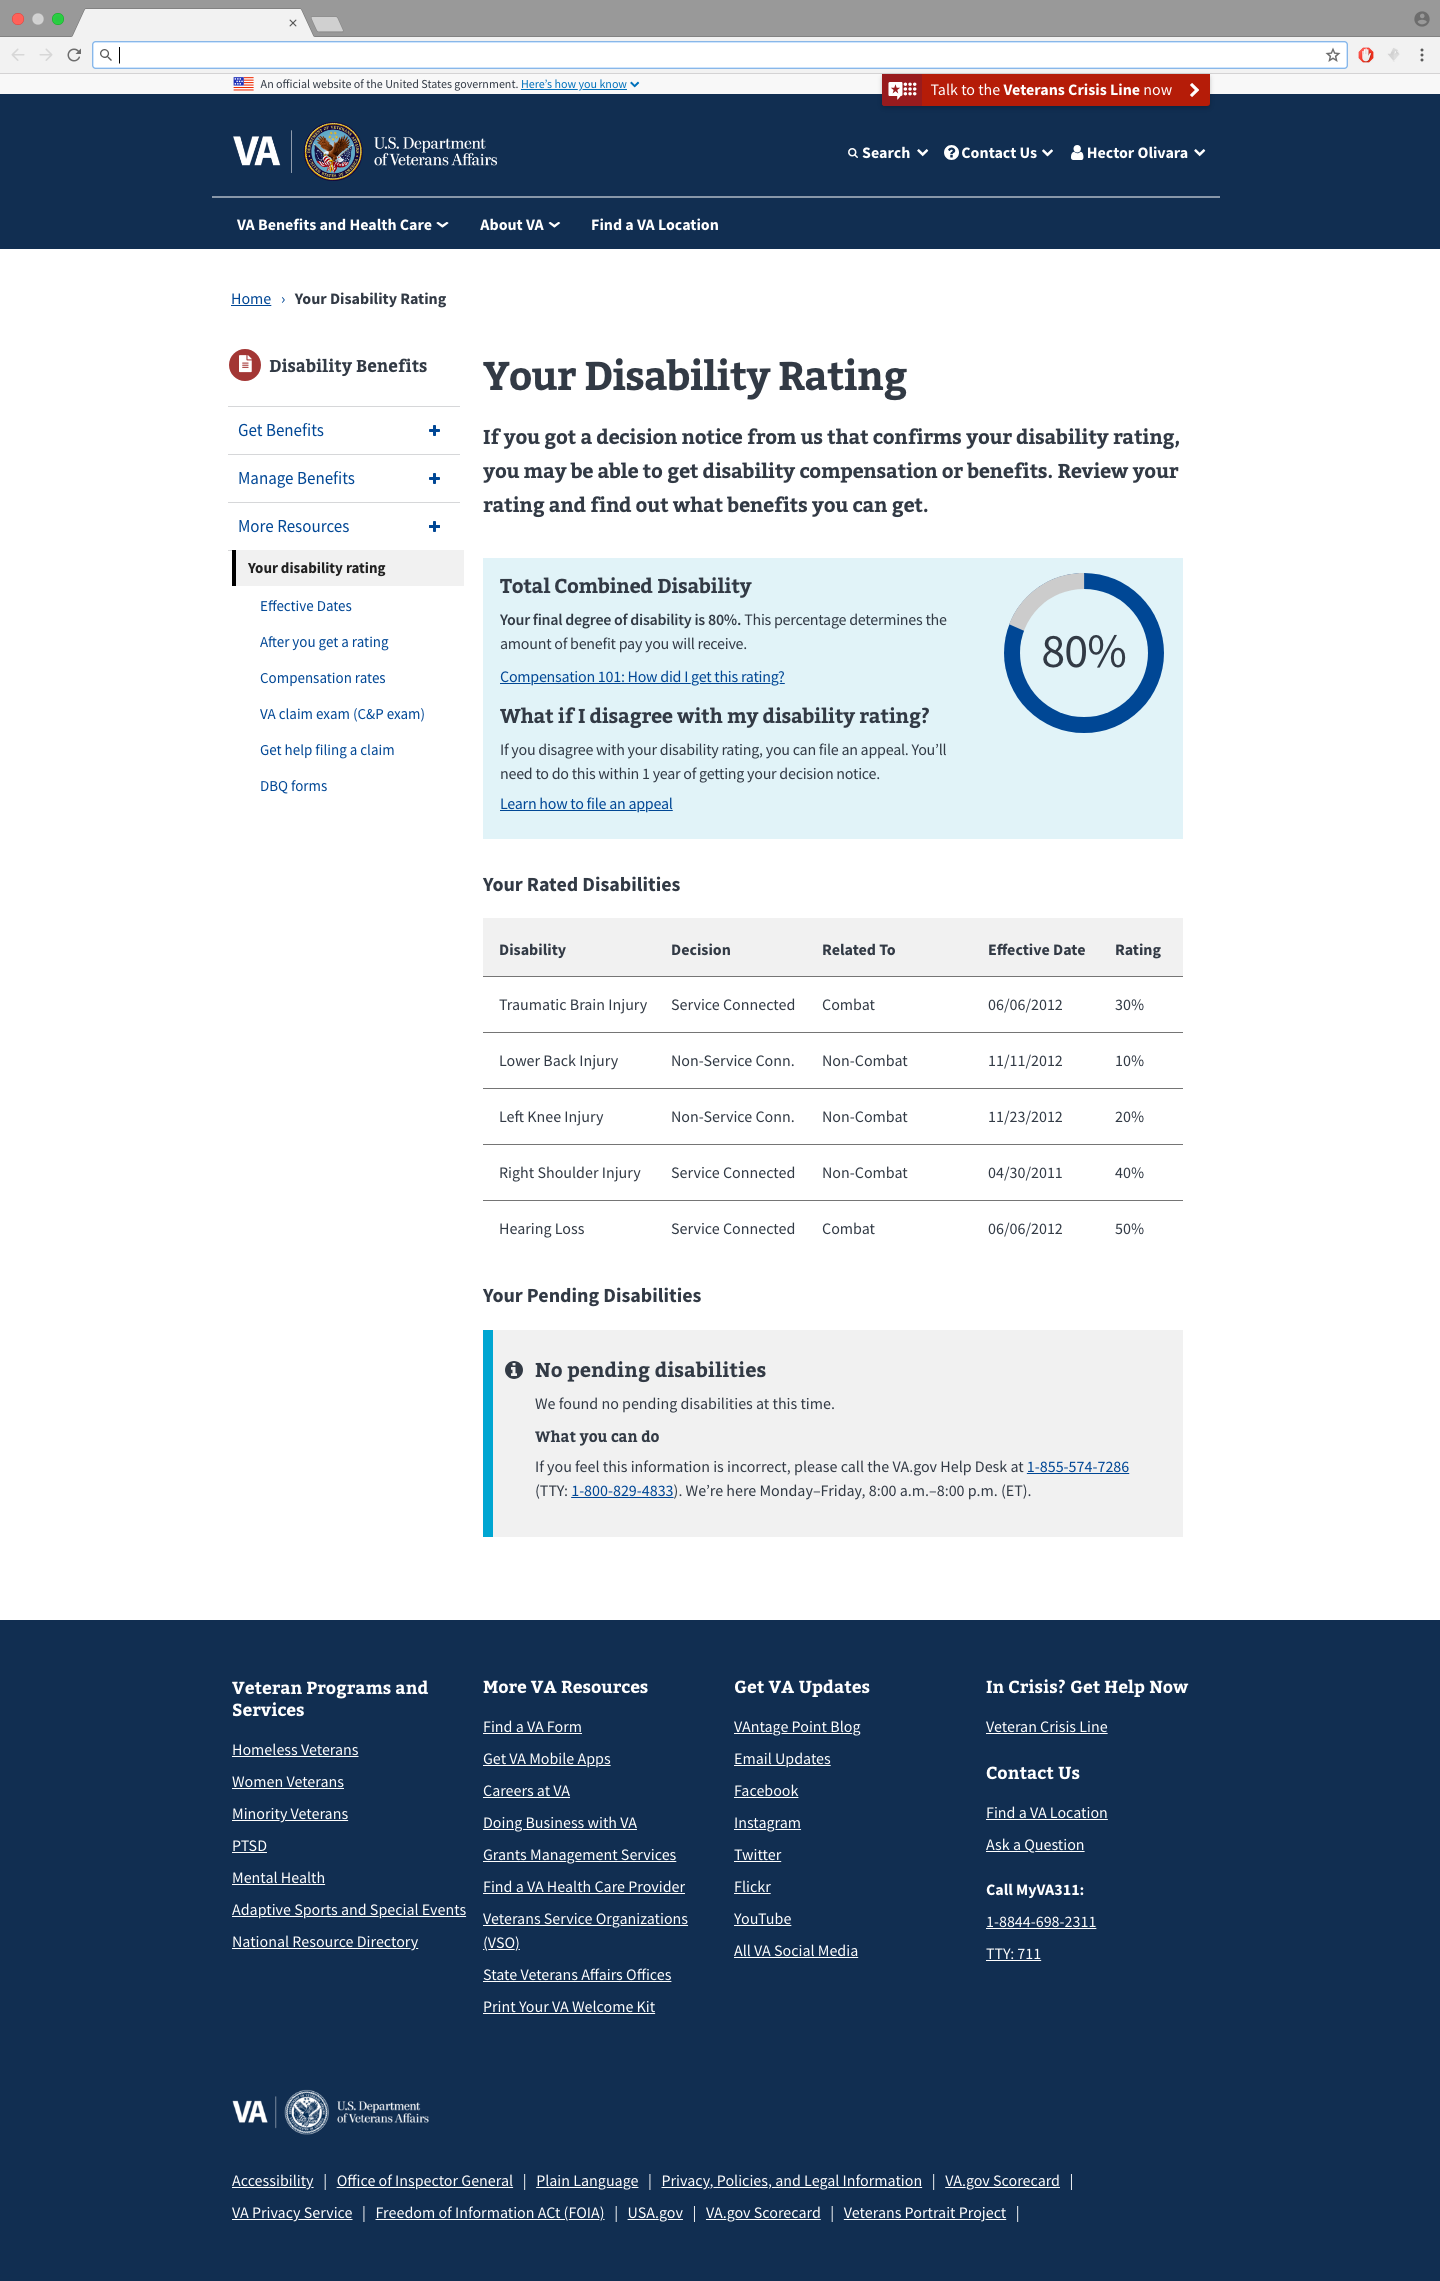 An official website of the United States government. Here's how you know
Talk to the Veterans Crisis Line now
VA
U.S. Department
of Veterans Affairs
Search
Contact Us
Hector Olivara
VA Benefits and Health Care
About VA
Find a VA Location
Home › Your Disability Rating
Disability Benefits
Get Benefits
Manage Benefits
More Resources
Your disability rating
Effective Dates
After you get a rating
Compensation rates
VA claim exam (C&P exam)
Get help filing a claim
DBQ forms
Your Disability Rating
If you got a decision notice from us that confirms your disability rating,
you may be able to get disability compensation or benefits. Review your
rating and find out what benefits you can get.
Total Combined Disability
Your final degree of disability is 80%. This percentage determines the
amount of benefit pay you will receive.
Compensation 101: How did I get this rating?
80%
What if I disagree with my disability rating?
If you disagree with your disability rating, you can file an appeal. You’ll
need to do this within 1 year of getting your decision notice.
Learn how to file an appeal
Your Rated Disabilities
Disability Decision Related To Effective Date Rating
Traumatic Brain Injury Service Connected Combat 06/06/2012 30%
Lower Back Injury Non-Service Conn. Non-Combat 11/11/2012 10%
Left Knee Injury Non-Service Conn. Non-Combat 11/23/2012 20%
Right Shoulder Injury Service Connected Non-Combat 04/30/2011 40%
Hearing Loss Service Connected Combat 06/06/2012 50%
Your Pending Disabilities
No pending disabilities
We found no pending disabilities at this time.
What you can do
If you feel this information is incorrect, please call the VA.gov Help Desk at 1-855-574-7286
(TTY: 1-800-829-4833). We’re here Monday–Friday, 8:00 a.m.–8:00 p.m. (ET).
Veteran Programs and
Services
Homeless Veterans
Women Veterans
Minority Veterans
PTSD
Mental Health
Adaptive Sports and Special Events
National Resource Directory
More VA Resources
Find a VA Form
Get VA Mobile Apps
Careers at VA
Doing Business with VA
Grants Management Services
Find a VA Health Care Provider
Veterans Service Organizations
(VSO)
State Veterans Affairs Offices
Print Your VA Welcome Kit
Get VA Updates
VAntage Point Blog
Email Updates
Facebook
Instagram
Twitter
Flickr
YouTube
All VA Social Media
In Crisis? Get Help Now
Veteran Crisis Line
Contact Us
Find a VA Location
Ask a Question
Call MyVA311:
1-8844-698-2311
TTY: 711
VA
U.S. Department
of Veterans Affairs
Accessibility | Office of Inspector General | Plain Language | Privacy, Policies, and Legal Information | VA.gov Scorecard |
VA Privacy Service | Freedom of Information ACt (FOIA) | USA.gov | VA.gov Scorecard | Veterans Portrait Project |